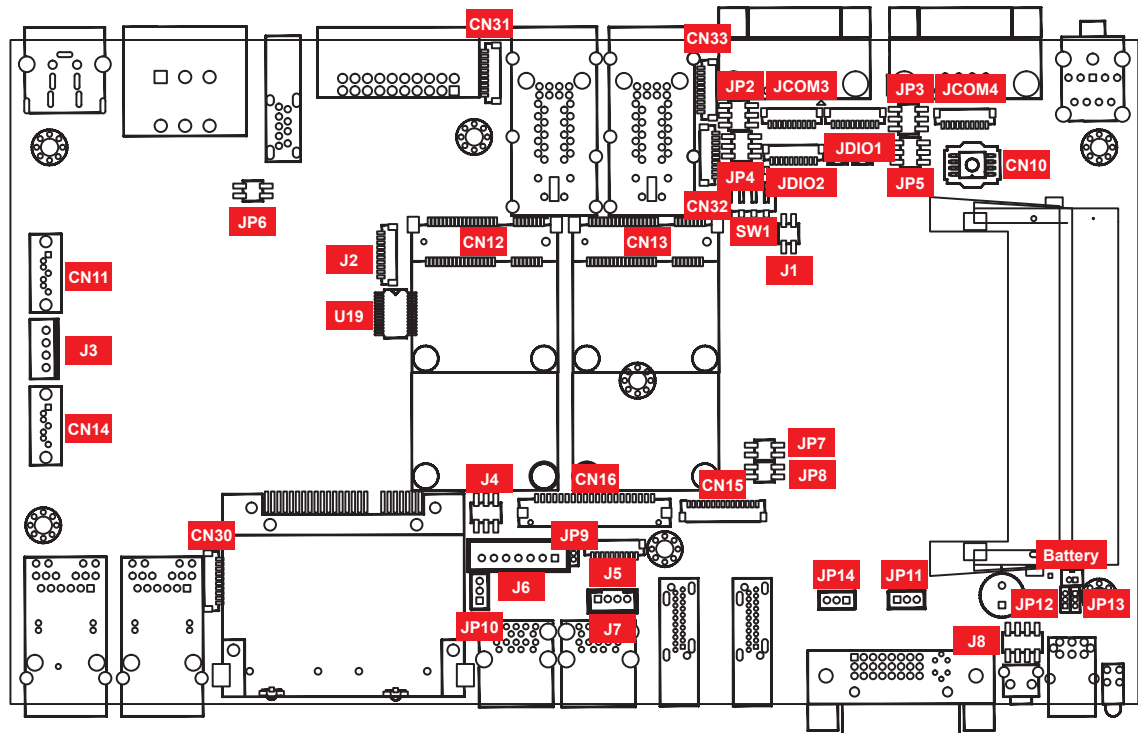 CN31
CN33
JP2
JCOM3
JP3
JCOM4
JDIO1
CN10
JP4
JDIO2
JP5
JP6
CN32
SW1
CN12
CN13
J2
J1
CN11
U19
J3
CN14
JP7
JP8
J4
CN16
CN15
CN30
JP9
Battery
J6
J5
JP14
JP11
JP12
JP13
JP10
J7
J8